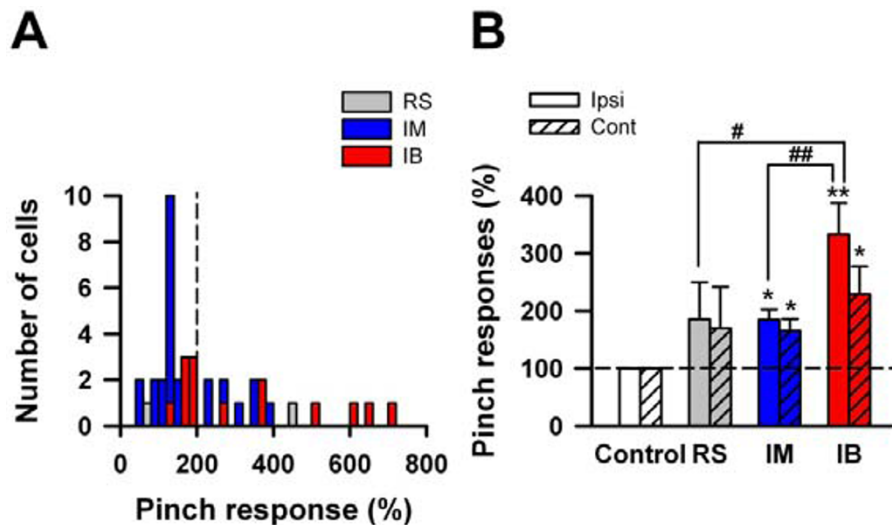 A
RS
IM
IB
Number of cells
10
8
6
4
2
0
0 200 400 600 800
Pinch response (%)
B
Ipsi
Cont
#
##
Pinch responses (%)
400
300
200
100
0
**
*
*
*
Control RS IM IB